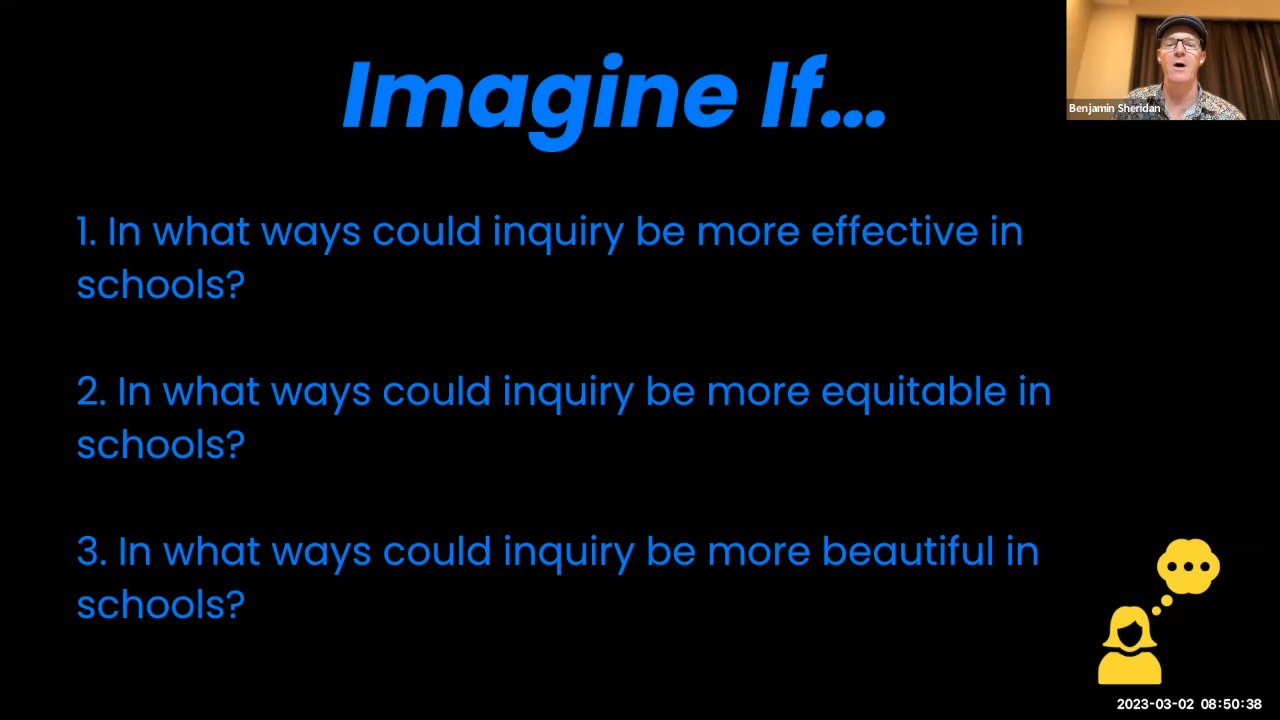 Imagine If...
Benjamin Sheridan
1. In what ways could inquiry be more effective in
schools?
2. In what ways could inquiry be more equitable in
schools?
3. In what ways could inquiry be more beautiful in
schools?
2023-03-02 08:50:38